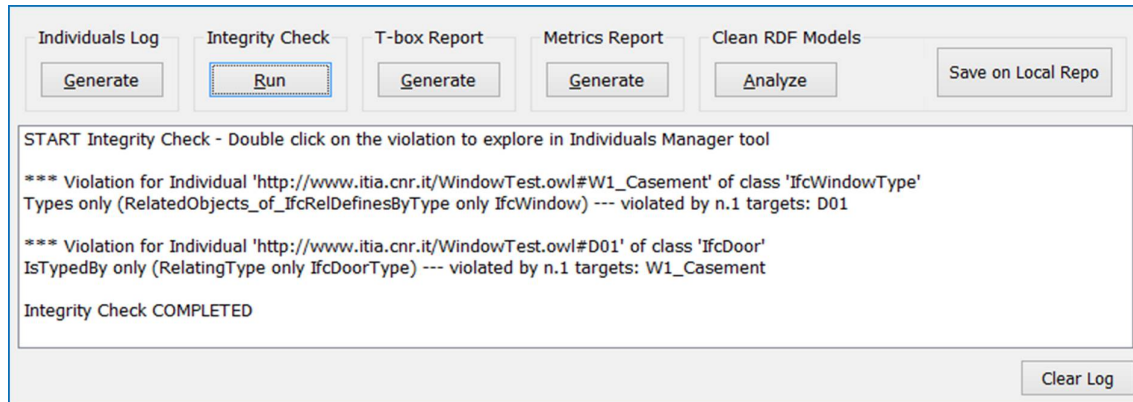 Individuals Log
Integrity Check
T-box Report
Metrics Report
Clean RDF Models
Generate
Run
Generate
Generate
Analyze
Save on Local Repo
START Integrity Check - Double click on the violation to explore in Individuals Manager tool
*** Violation for Individual 'http://www.itia.cnr.it/WindowTest.owl#W1_Casement' of class 'IfcWindowType'
Types only (RelatedObjects_of_IfcRelDefinesByType only IfcWindow) --- violated by n.1 targets: D01
*** Violation for Individual 'http://www.itia.cnr.it/WindowTest.owl#D01' of class 'IfcDoor'
IsTypedBy only (RelatingType only IfcDoorType) --- violated by n.1 targets: W1_Casement
Integrity Check COMPLETED
Clear Log